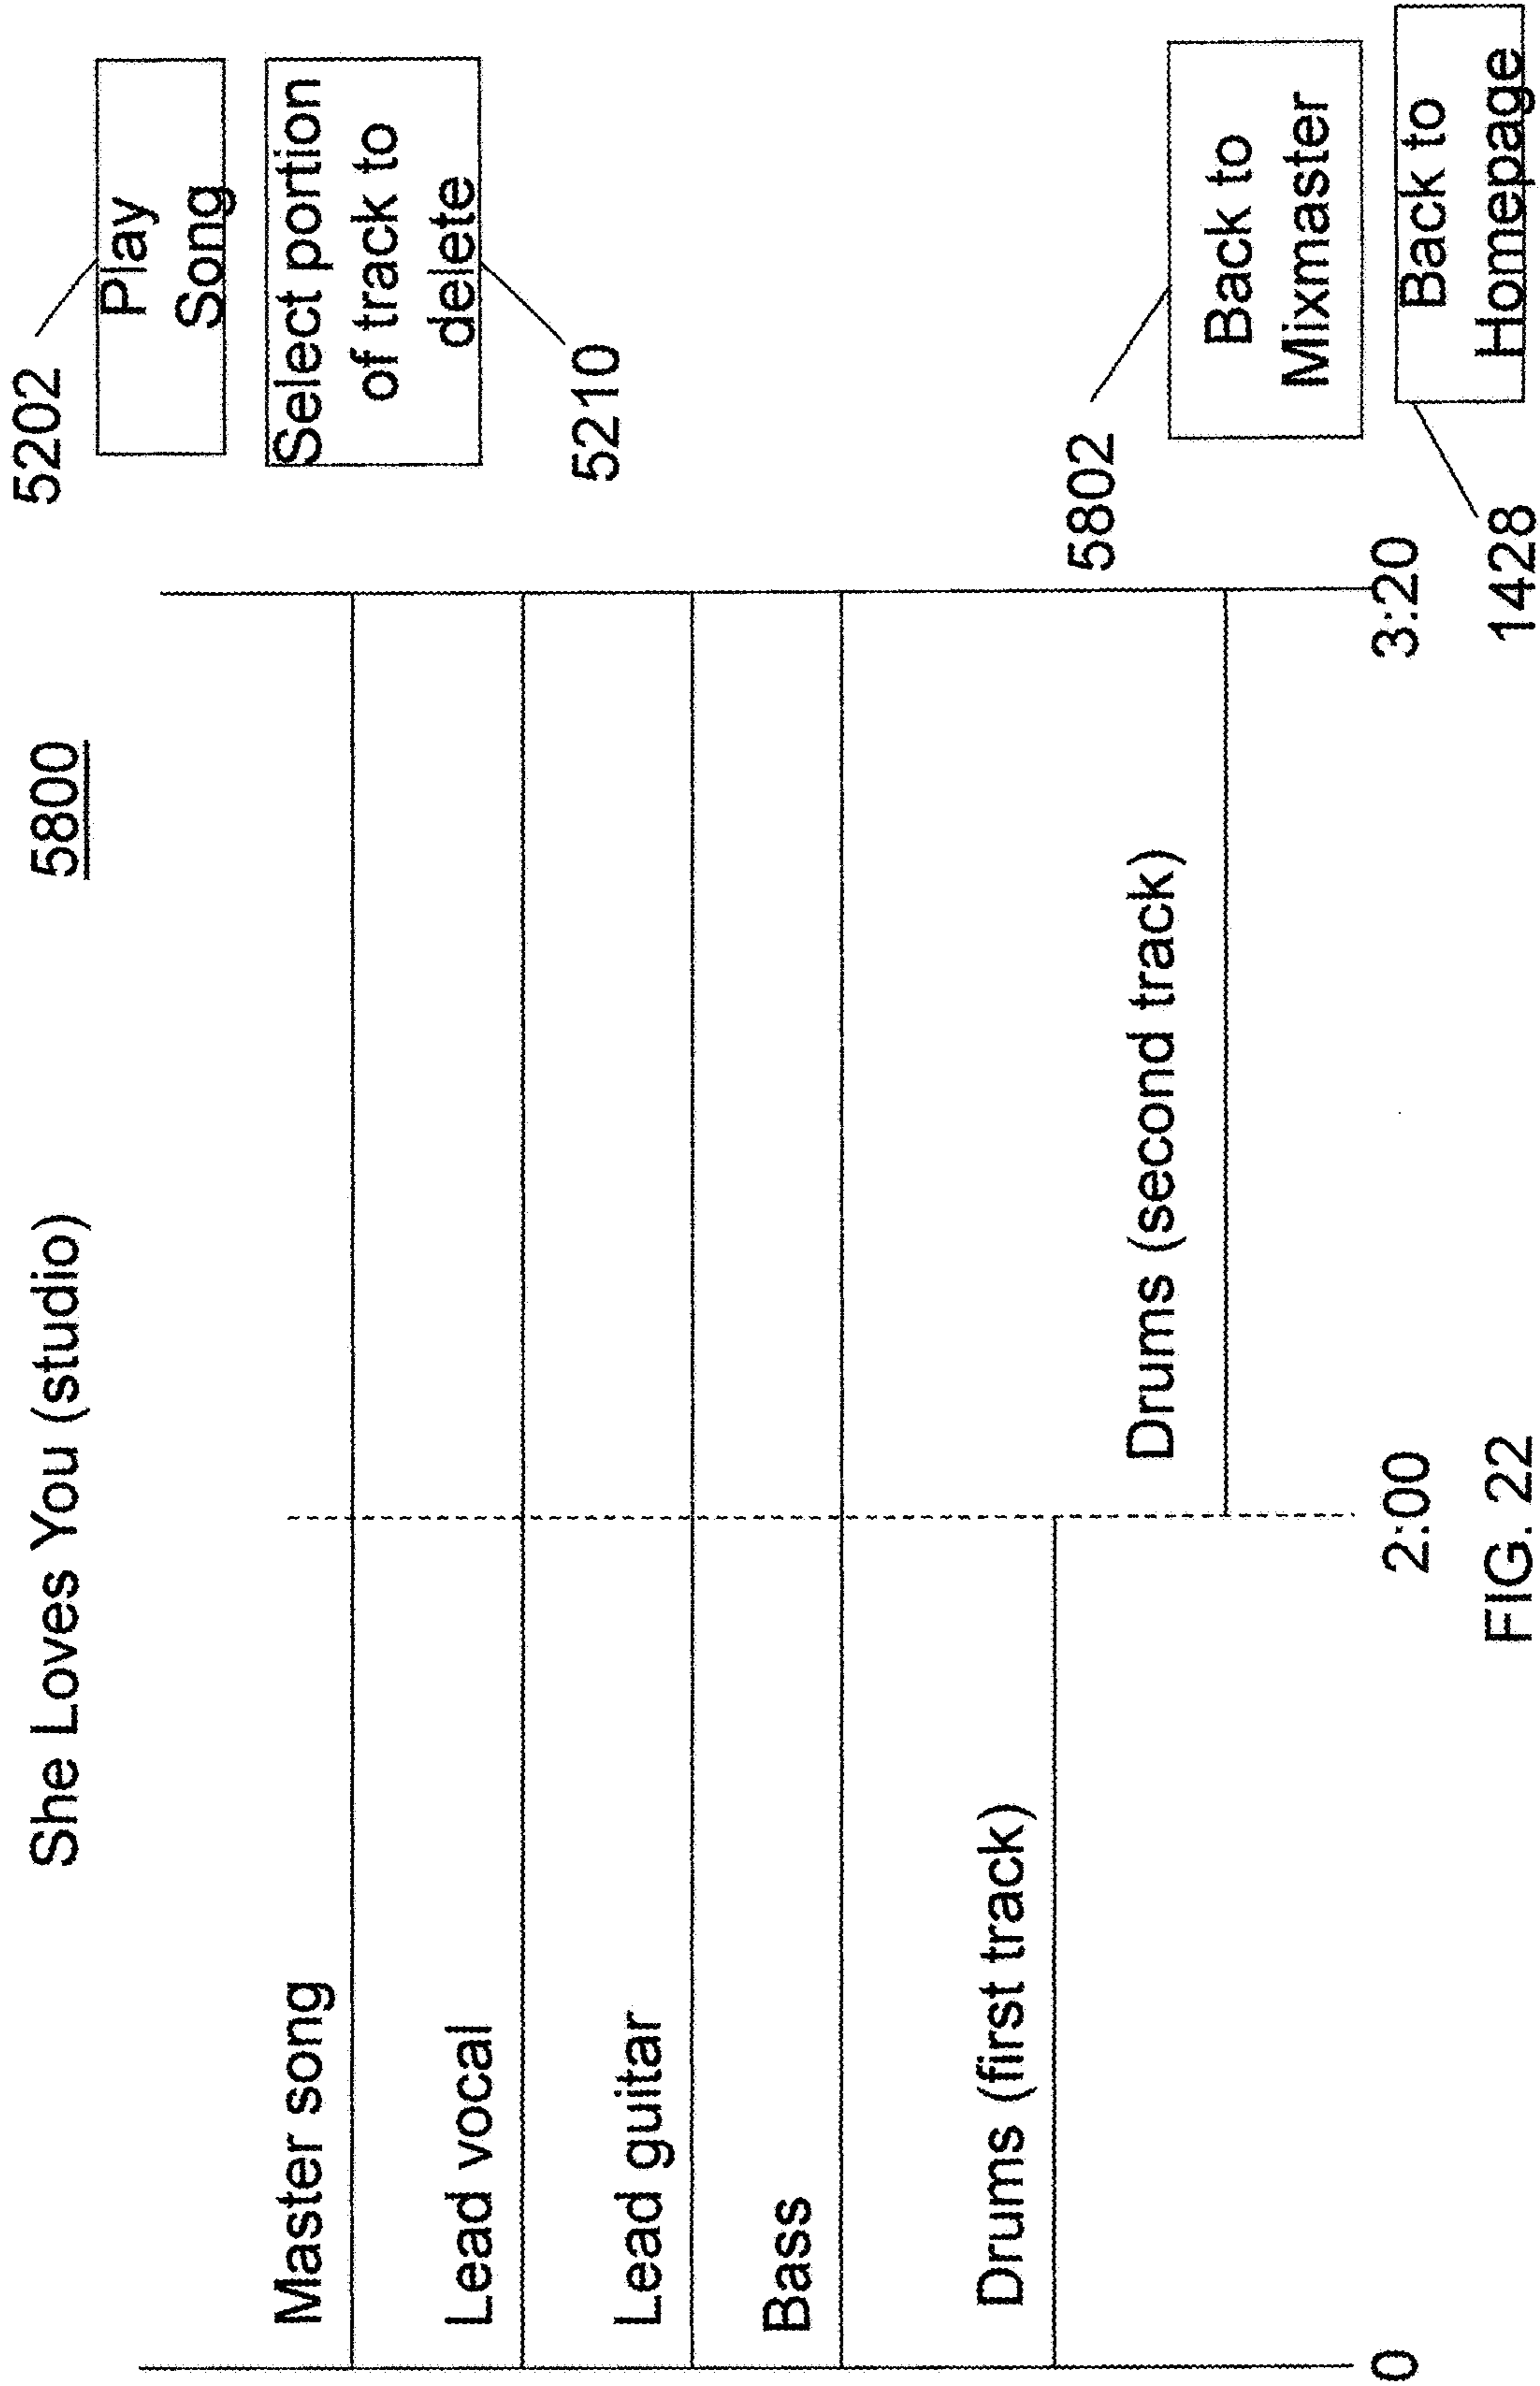 She Loves You (studio)
5800
5202
Play
Song
Select portion
of track to
delete
5210
Master song
Lead vocal
Lead guitar
Bass
Drums (first track)
Drums (second track)
5802
Back to
Mixmaster
Back to
Homepage
1428
0
2:00
3:20
FIG. 22